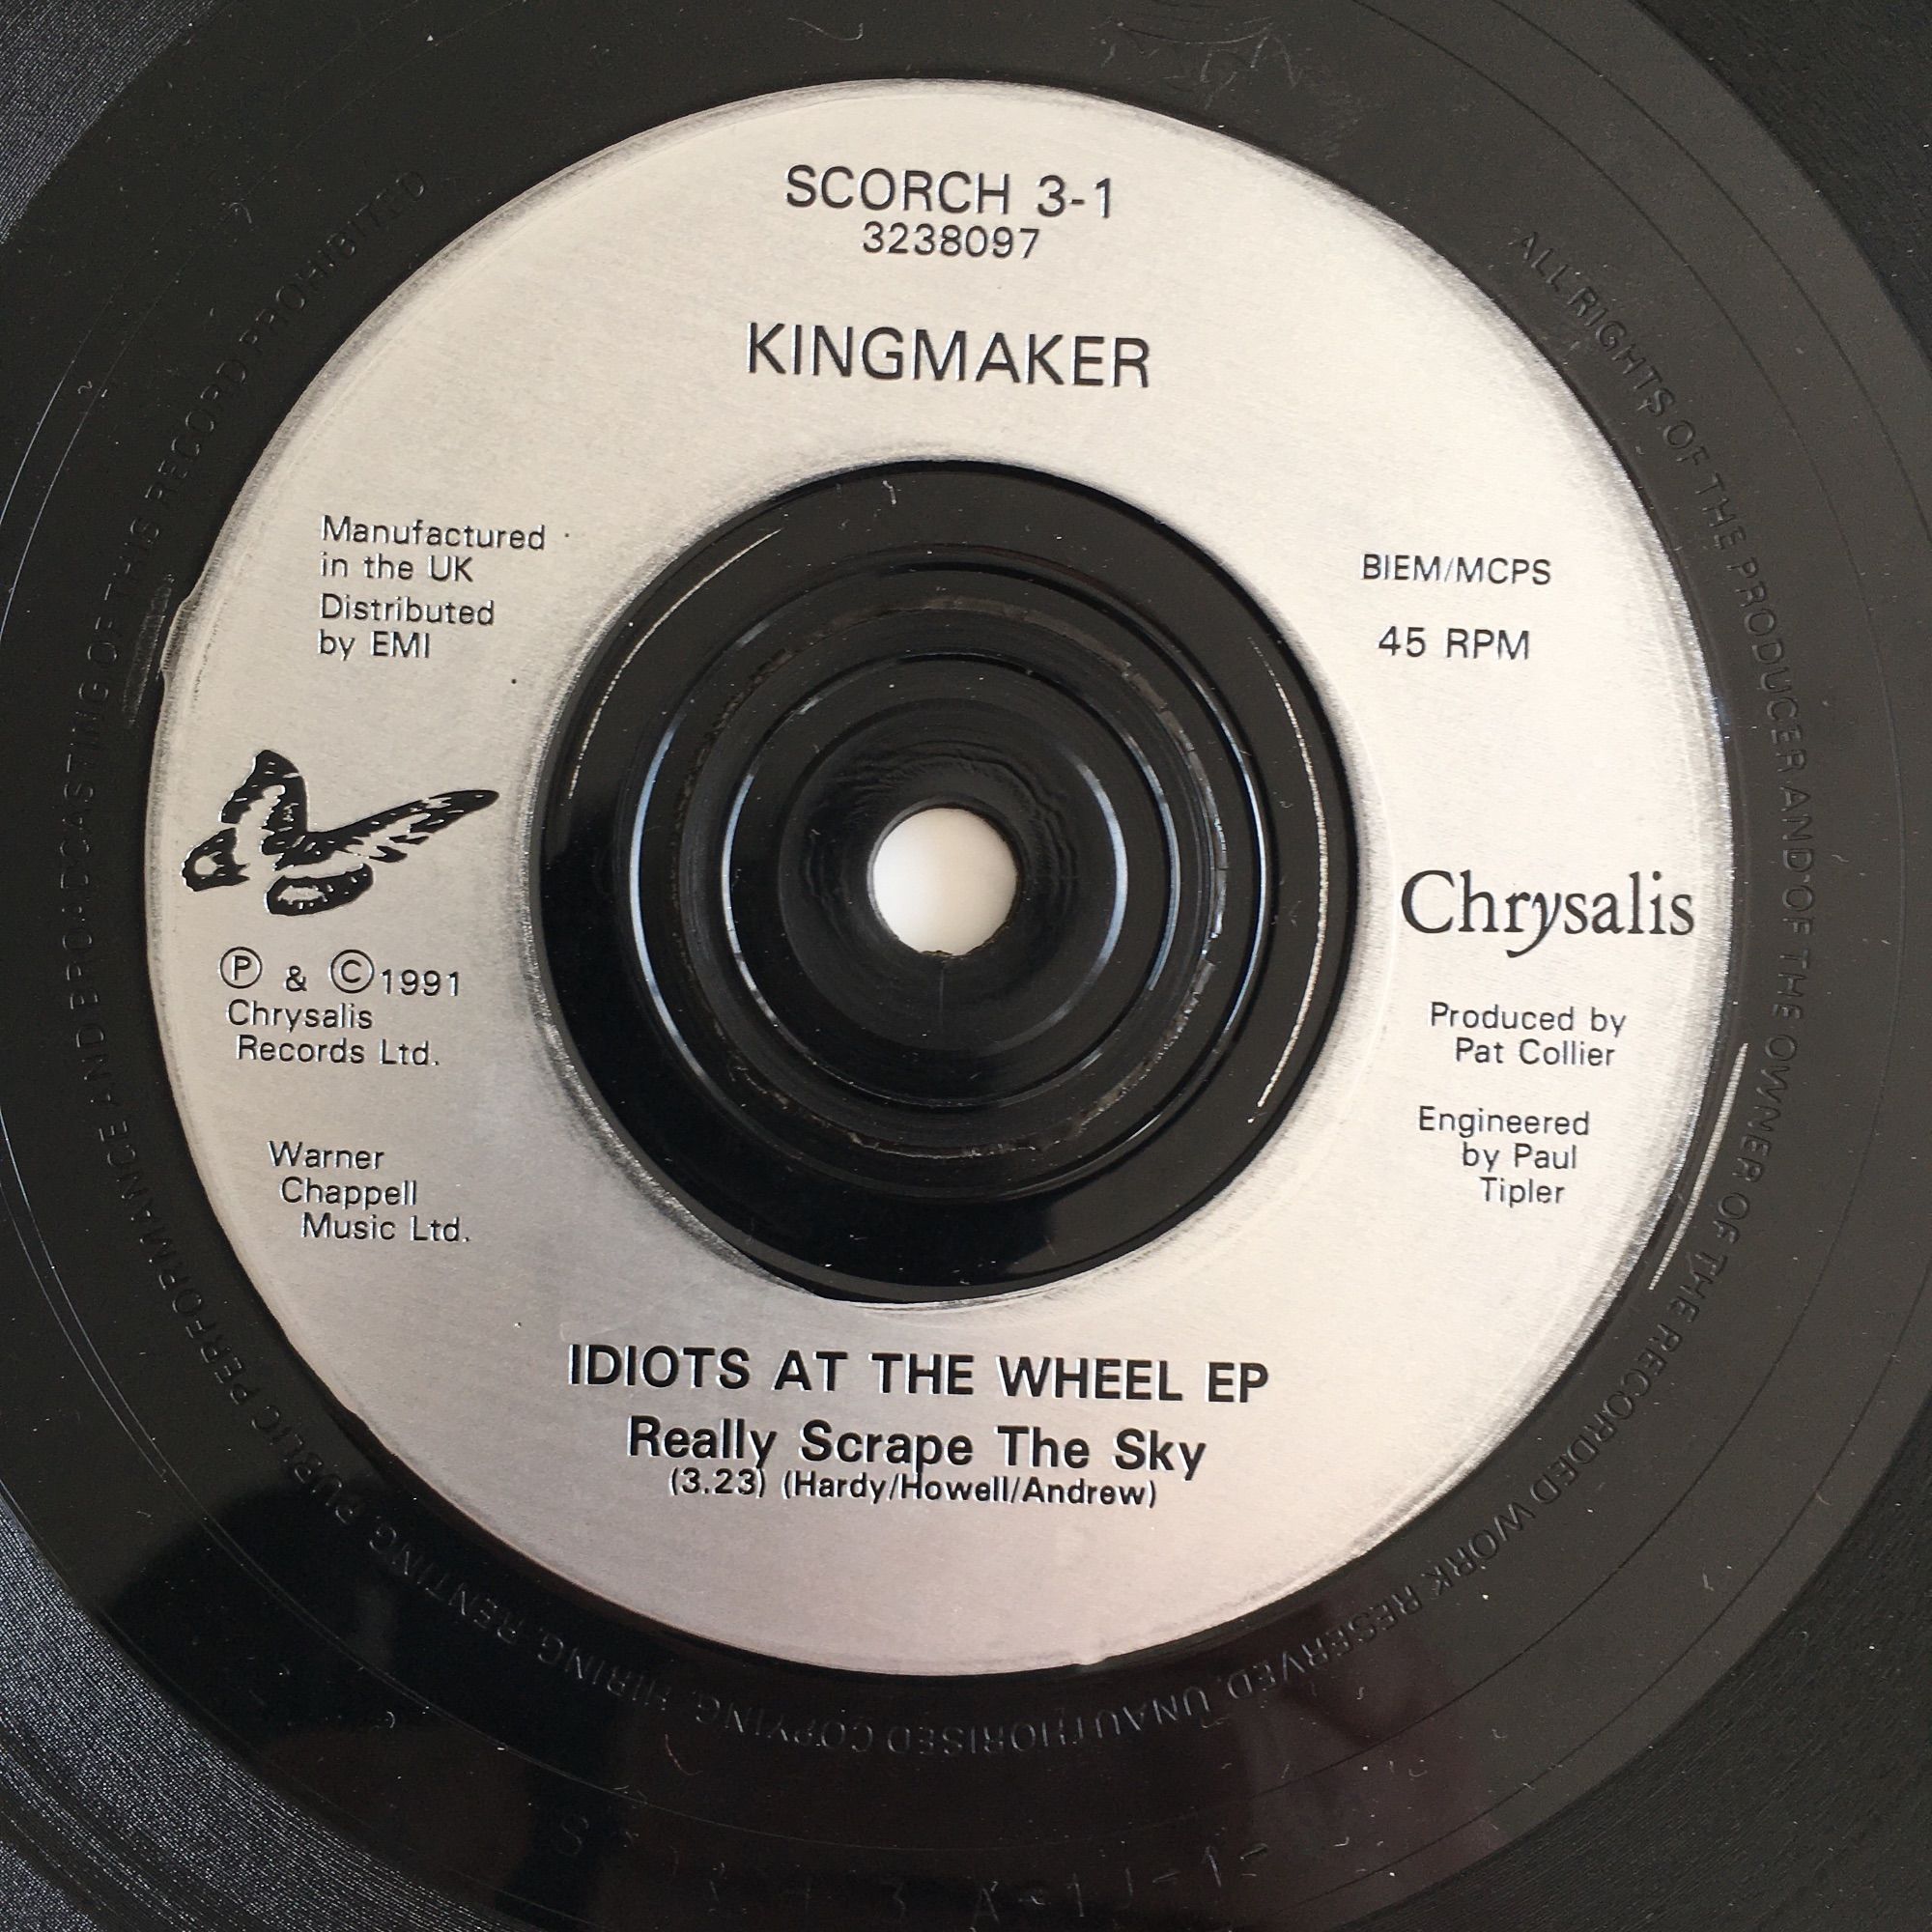 SCORCH 3-1
3238097
KINGMAKER
Manufactured
in the UK
Distributed
by EMI
BIEM/MCPS
45 RPM
Chrysalis
Ⓟ & Ⓒ1991
Chrysalis
Records Ltd.
Warner
Chappell
Music Ltd.
Produced by
Pat Collier
Engineered
by Paul
Tipler
IDIOTS AT THE WHEEL EP
Really Scrape The Sky
(3.23) (Hardy/Howell/Andrew)
ALL RIGHTS OF THE PRODUCER AND OF THE OWNER OF THE RECORDED WORK RESERVED. UNAUTHORISED COPYING, HIRING, RENTING, PUBLIC PERFORMANCE AND BROADCASTING OF THIS RECORD PROHIBITED